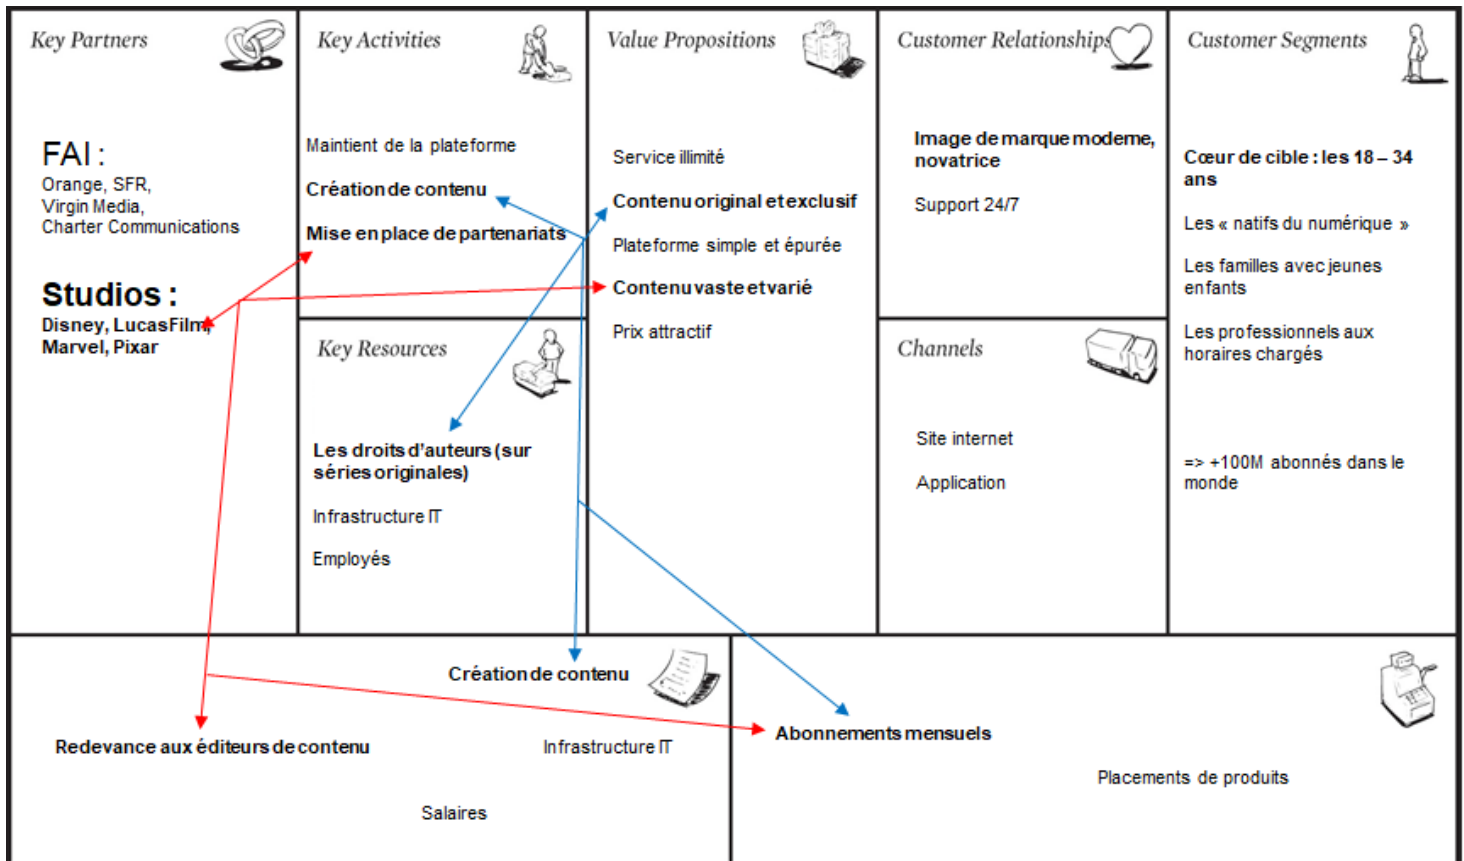 Key Partners
FAI :
Orange, SFR,
Virgin Media,
Charter Communications
Studios :
Disney, LucasFilm,
Marvel, Pixar
Key Activities
Maintient de la plateforme
Création de contenu
Mise en place de partenariats
Key Resources
Les droits d'auteurs (sur
séries originales)
Infrastructure IT
Employés
Value Propositions
Service illimité
Contenu original et exclusif
Plateforme simple et épurée
Contenu vaste et varié
Prix attractif
Customer Relationships
Image de marque moderne,
novatrice
Support 24/7
Channels
Site internet
Application
Customer Segments
Cœur de cible : les 18 – 34
ans
Les « natifs du numérique »
Les familles avec jeunes
enfants
Les professionnels aux
horaires chargés
=> +100M abonnés dans le
monde
Création de contenu
Redevance aux éditeurs de contenu
Infrastructure IT
Salaires
Abonnements mensuels
Placements de produits